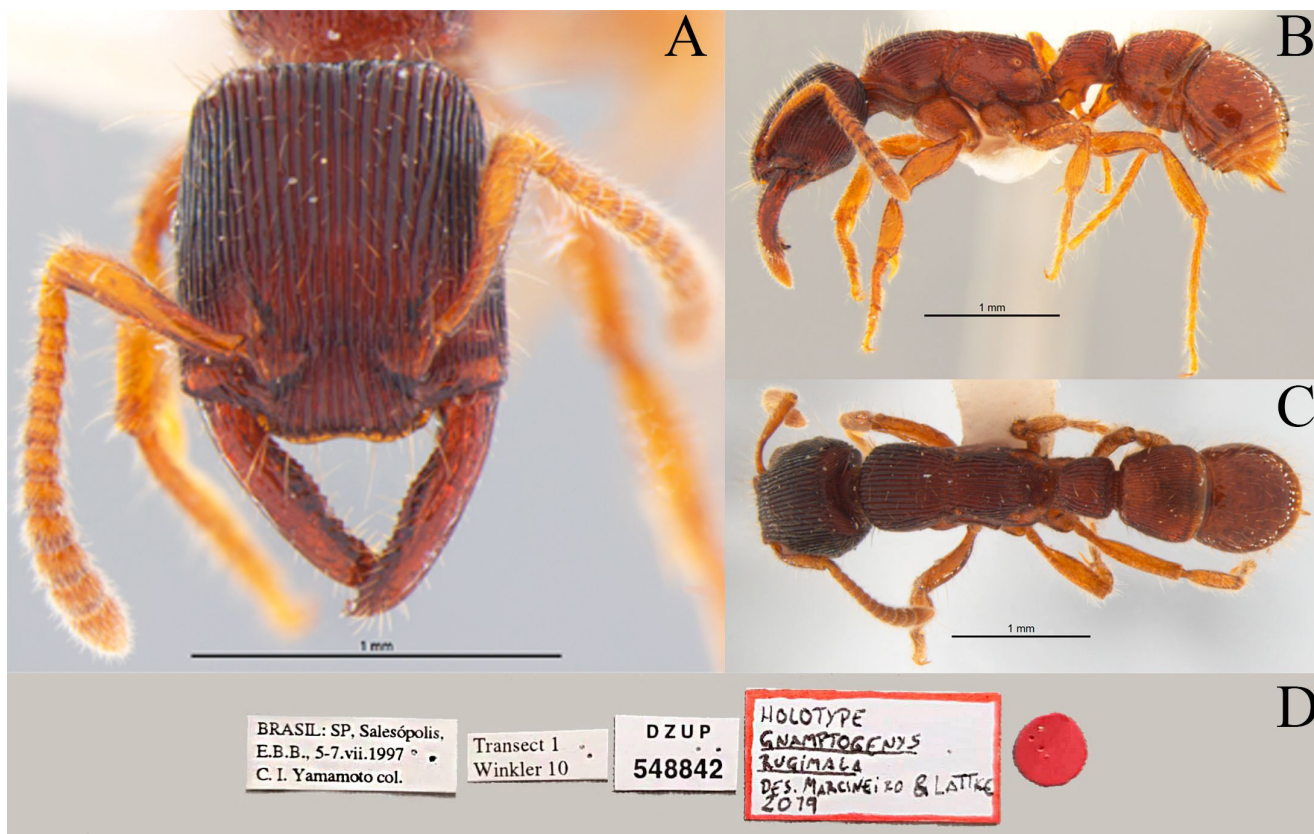 A
1 mm
B
1 mm
C
1 mm
D
BRASIL: SP, Salesópolis,
E.B.B., 5-7.vii.1997
C. I. Yamamoto col.
Transect 1
Winkler 10
DZUP
548842
HOLOTYPE
GNAMPTOGENYS
RUGIMALA
DES. MARCINEIRO & LATTKE
2019